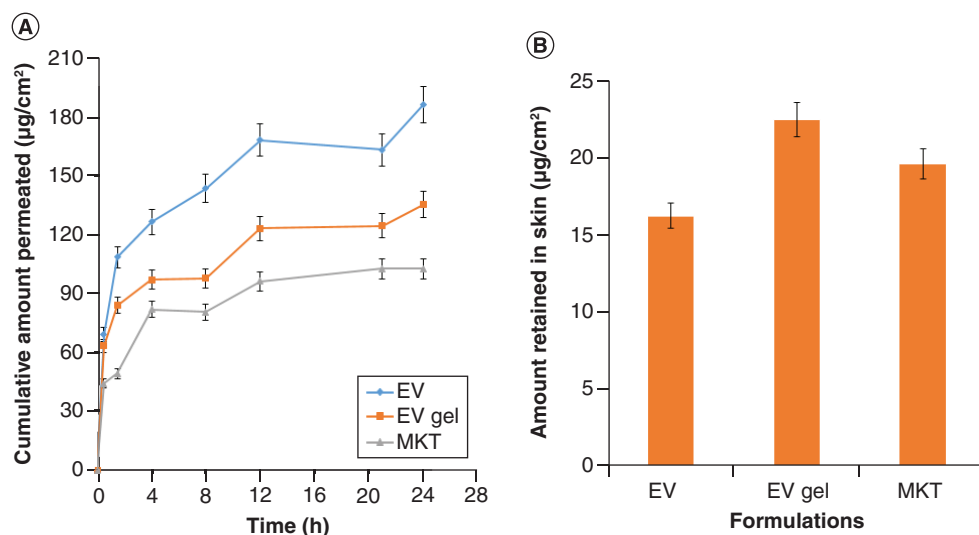 A
Cumulative amount permeated (µg/cm²)
210
180
150
120
90
60
30
0
0 4 8 12 16 20 24 28
Time (h)
EV
EV gel
MKT
B
Amount retained in skin (µg/cm²)
25
20
15
10
5
0
EV EV gel MKT
Formulations